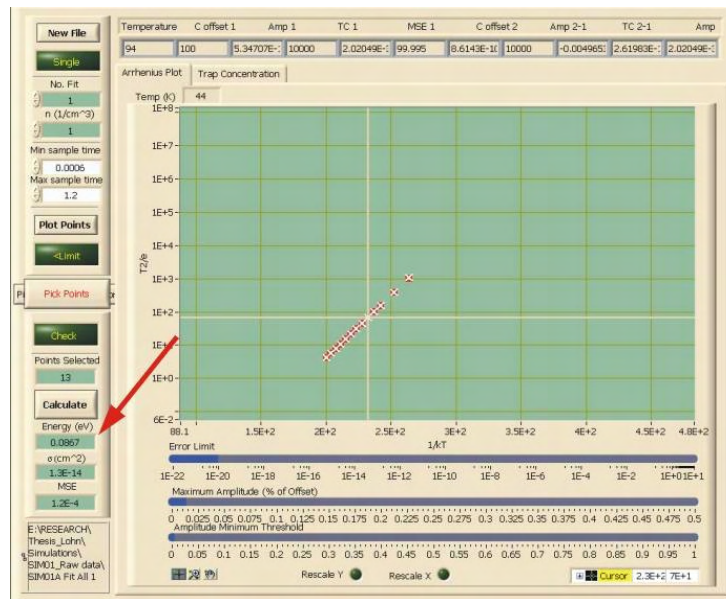 New File
Single
No. Fit
1
n (1/cm^3)
1
Min sample time
0.0006
Max sample time
1.2
Plot Points
<Limit
Pick Points
Check
Points Selected
13
Calculate
Energy (eV)
0.0867
σ(cm^2)
1.3E-14
MSE
1.2E-4
E:\RESEARCH\
Thesis_Lohn\
Simulations\
SIM01_Raw data\
SIM01A Fit All 1
Temperature C offset 1 Amp 1 TC 1 MSE 1 C offset 2 Amp 2-1 TC 2-1 Amp
94 100 5.34707E-: 10000 2.02049E-: 99.995 8.6143E-1( 10000 -0.004965: 2.61983E-: 2.02049E-:
Arrhenius Plot Trap Concentration
Temp (K) 44
1E+8
1E+7
1E+6
1E+5
1E+4
1E+3
1E+2
1E+0
6E-2
T2/e
88.1 1.5E+2 2E+2 2.5E+2 3E+2 3.5E+2 4E+2 4.8E+2
1/kT
Error Limit
1E-22 1E-20 1E-18 1E-16 1E-14 1E-12 1E-10 1E-8 1E-6 1E-4 1E-2 1E+01E+1
Maximum Amplitude (% of Offset)
0 0.025 0.05 0.075 0.1 0.125 0.15 0.175 0.2 0.225 0.25 0.275 0.3 0.325 0.35 0.375 0.4 0.425 0.45 0.475 0.5
Amplitude Minimum Threshold
0 0.05 0.1 0.15 0.2 0.25 0.3 0.35 0.4 0.45 0.5 0.55 0.6 0.65 0.7 0.75 0.8 0.85 0.9 0.95 1
Rescale Y Rescale X Cursor 2.3E+2 7E+1